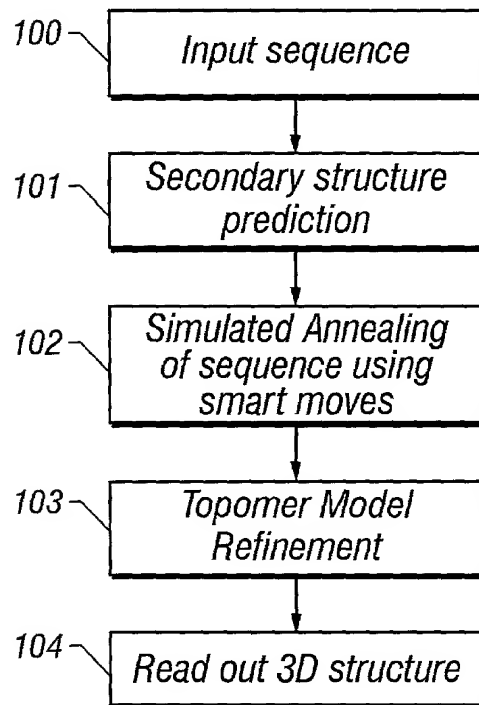 100
Input sequence
101
Secondary structure
prediction
102
Simulated Annealing
of sequence using
smart moves
103
Topomer Model
Refinement
104
Read out 3D structure